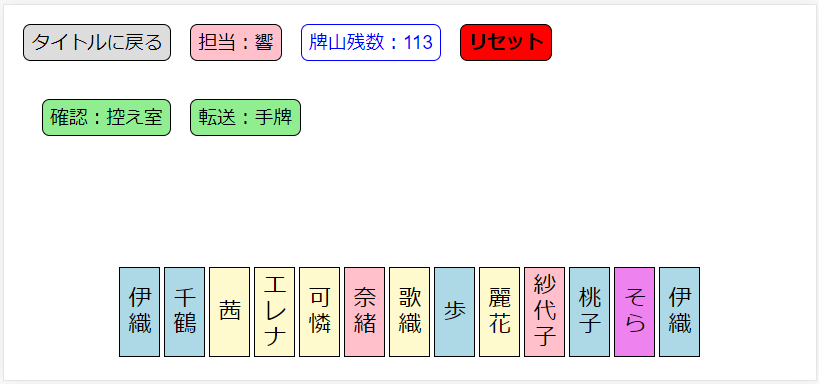 タイトルに戻る
担当：響
牌山残数：113
リセット
確認：控え室
転送：手牌
伊織
千鶴
茜
エレナ
可憐
奈緒
歌織
歩
麗花
紗代子
桃子
そら
伊織